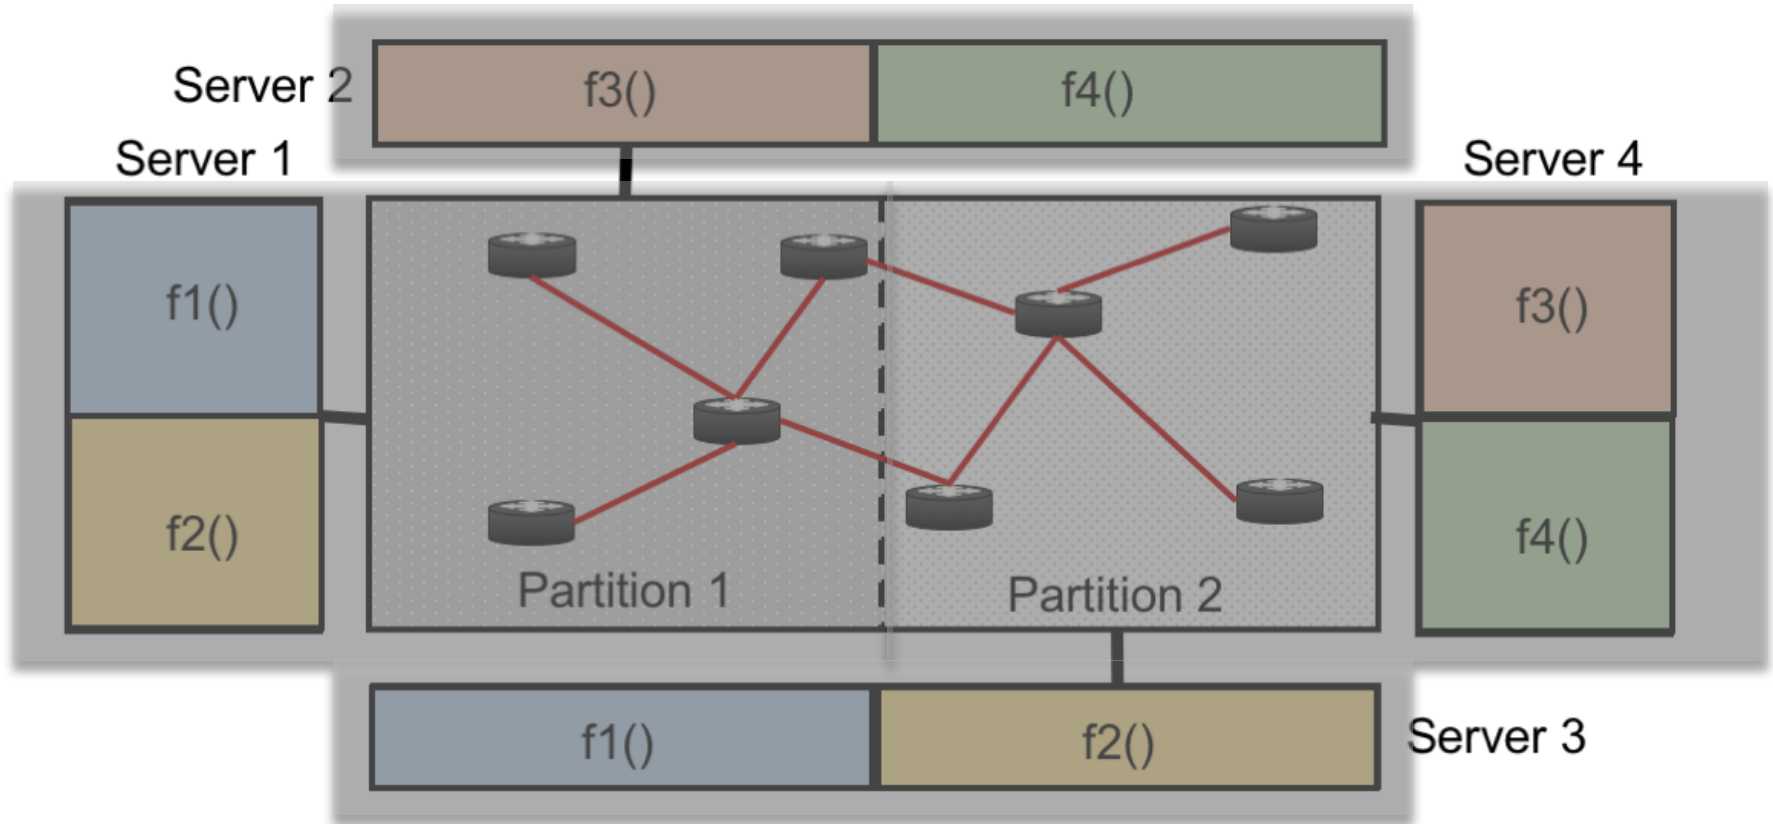 Server 2
f3()
f4()
Server 1
Server 4
f1()
f3()
f2()
f4()
Partition 1
Partition 2
f1()
f2()
Server 3